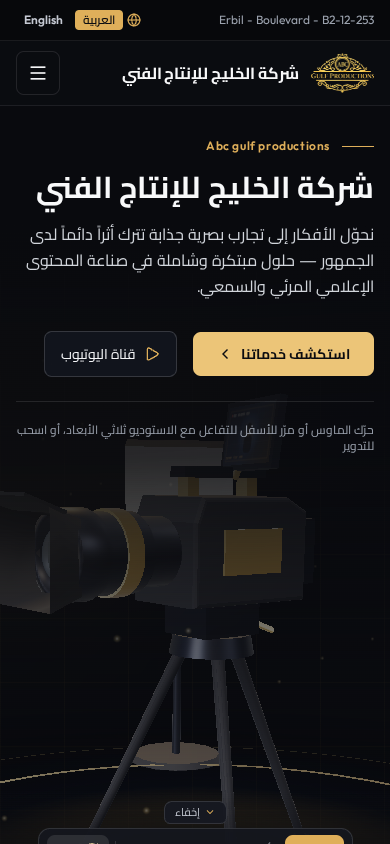 Erbil - Boulevard - B2-12-253
العربية
English
ABC
GULF PRODUCTIONS
شركة الخليج للإنتاج الفني
Abc gulf productions
شركة الخليج للإنتاج الفني
نحوّل الأفكار إلى تجارب بصرية جذابة تترك أثراً دائماً لدى
الجمهور — حلول مبتكرة وشاملة في صناعة المحتوى
الإعلامي المرئي والسمعي.
استكشف خدماتنا
قناة اليوتيوب
حرّك الماوس أو مرّر للأسفل للتفاعل مع الاستوديو ثلاثي الأبعاد، أو اسحب
للتدوير
إخفاء